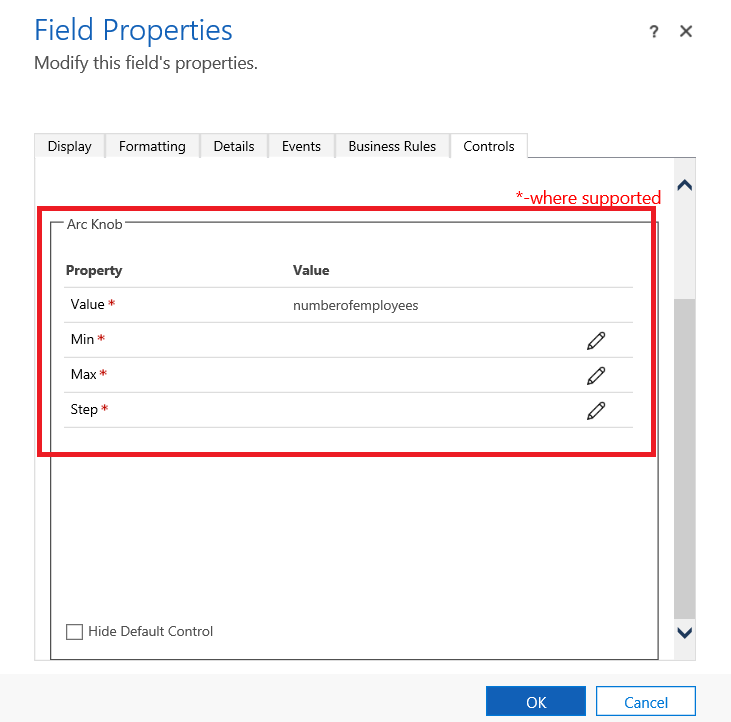 Field Properties
? ✕
Modify this field's properties.
Display Formatting Details Events Business Rules Controls
*-where supported
Arc Knob
Property Value
Value * numberofemployees
Min *
Max *
Step *
Hide Default Control
OK Cancel